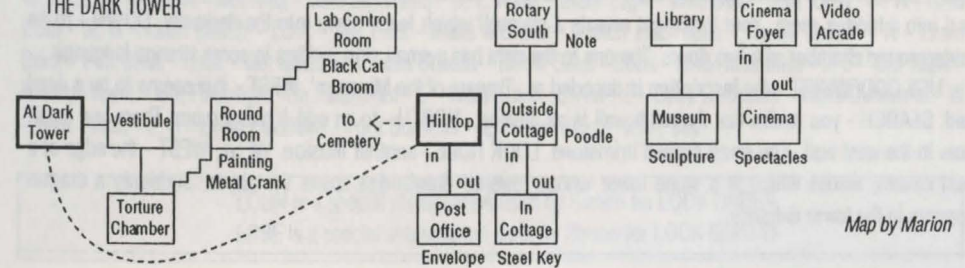 THE DARK TOWER
Lab Control
Room
Black Cat
Broom
At Dark
Tower
Vestibule
Round
Room
Painting
Metal Crank
Torture
Chamber
Rotary
South
Note
Cemetery
Hilltop
in
out
Post
Office
Envelope
Outside
Cottage
Poodle
in
out
In
Cottage
Steel Key
Library
Museum
Sculpture
Cinema
Foyer
in
out
Cinema
Spectacles
Video
Arcade
Map by Marion